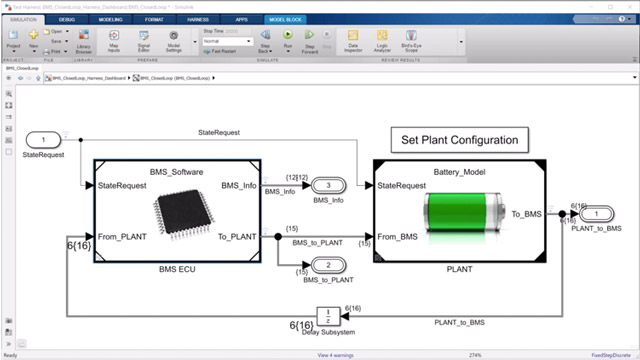 Test Harness BMS_ClosedLoop_Harness_Dashboard/BMS_ClosedLoop * - Simulink
SIMULATION DEBUG MODELING FORMAT HARNESS APPS MODEL BLOCK
Project New Open Save Print Library Browser Map Inputs Signal Editor Model Settings Stop Time Normal Fast Restart Step Back Run Step Forward Stop Data Inspector Logic Analyzer Bird's-Eye Scope
PROJECT FILE LIBRARY PREPARE SIMULATE REVIEW RESULTS
BMS_ClosedLoop
BMS_ClosedLoop_Harness_Dashboard BMS_ClosedLoop (BMS_ClosedLoop)
StateRequest
1
StateRequest
Set Plant Configuration
BMS_Software
StateRequest
BMS_Info
From_PLANT
To_PLANT
BMS ECU
{12}
BMS_Info
3
BMS_Info
{15}
BMS_to_PLANT
{15}
{15}
2
BMS_to_PLANT
Battery_Model
StateRequest
From_BMS
To_BMS
PLANT
6{16}
6{16}
1
PLANT_to_BMS
6{16}
6{16}
1
z
Delay Subsystem
6{16}
PLANT_to_BMS
Ready
View 4 warnings
274%
FixedStepDiscrete